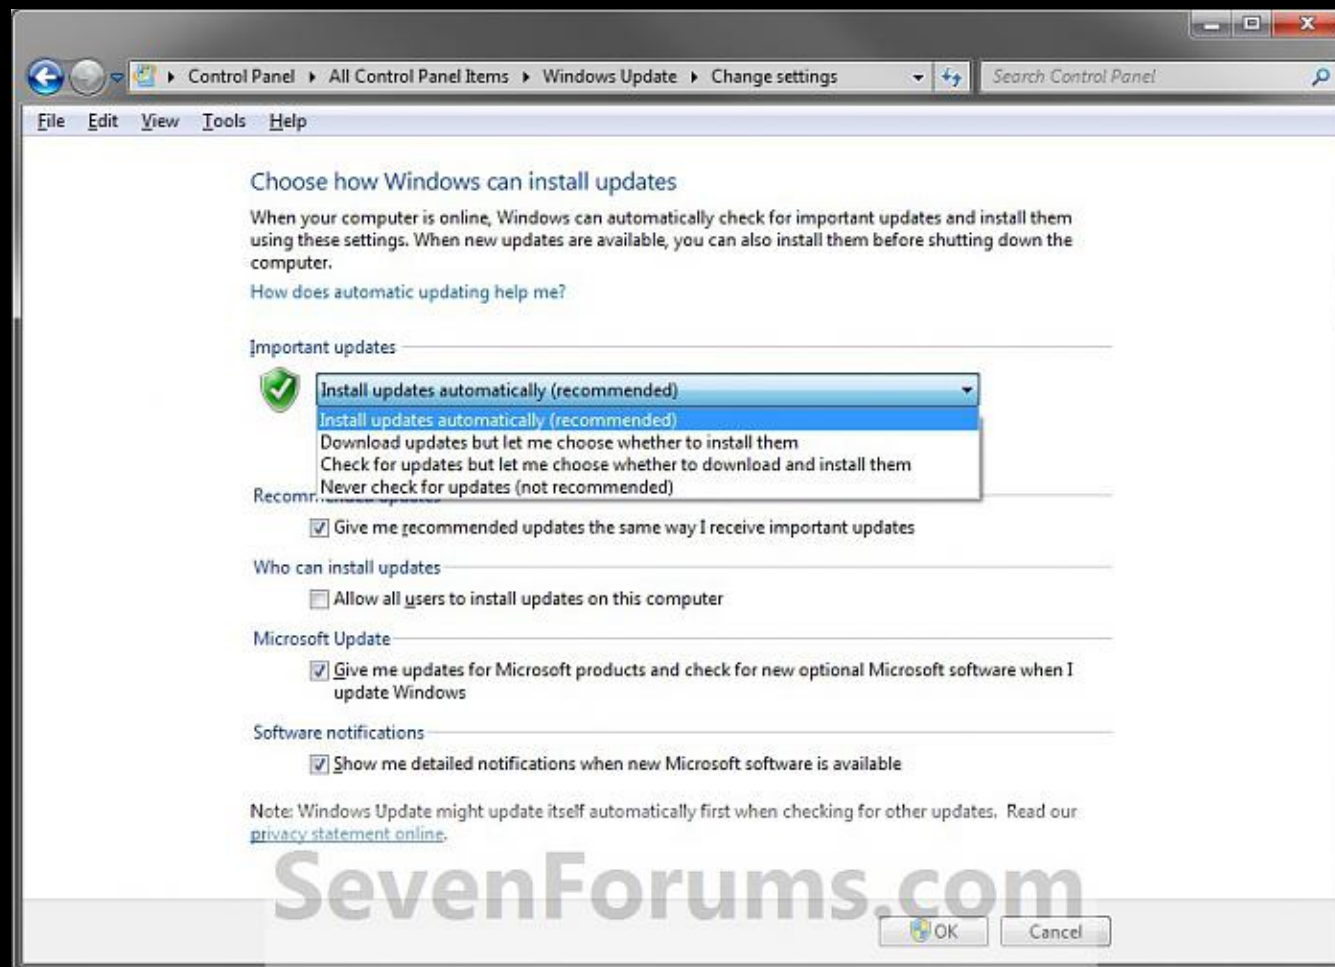 Control Panel ▸ All Control Panel Items ▸ Windows Update ▸ Change settings
Search Control Panel
File Edit View Tools Help
Choose how Windows can install updates
When your computer is online, Windows can automatically check for important updates and install them
using these settings. When new updates are available, you can also install them before shutting down the
computer.
How does automatic updating help me?
Important updates
Install updates automatically (recommended)
Install updates automatically (recommended)
Download updates but let me choose whether to install them
Check for updates but let me choose whether to download and install them
Never check for updates (not recommended)
Recommended updates
Give me recommended updates the same way I receive important updates
Who can install updates
Allow all users to install updates on this computer
Microsoft Update
Give me updates for Microsoft products and check for new optional Microsoft software when I
update Windows
Software notifications
Show me detailed notifications when new Microsoft software is available
Note: Windows Update might update itself automatically first when checking for other updates. Read our
privacy statement online.
SevenForums.com
OK Cancel